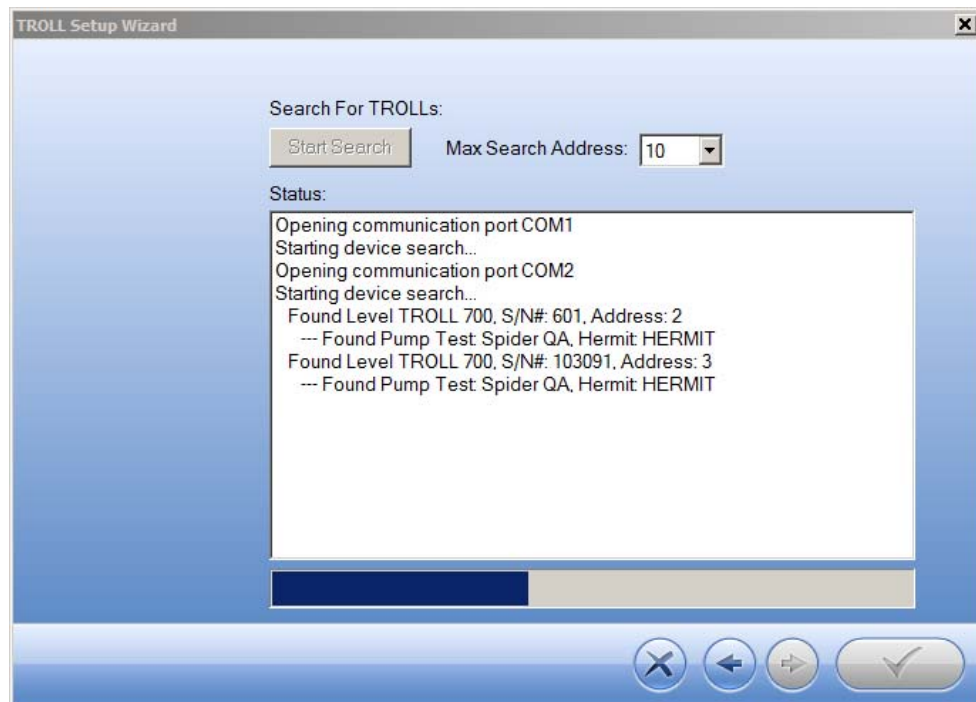 TROLL Setup Wizard
Search For TROLLs:
Start Search
Max Search Address:
10
Status:
Opening communication port COM1
Starting device search...
Opening communication port COM2
Starting device search...
Found Level TROLL 700, S/N#: 601, Address: 2
--- Found Pump Test: Spider QA, Hermit: HERMIT
Found Level TROLL 700, S/N#: 103091, Address: 3
--- Found Pump Test: Spider QA, Hermit: HERMIT